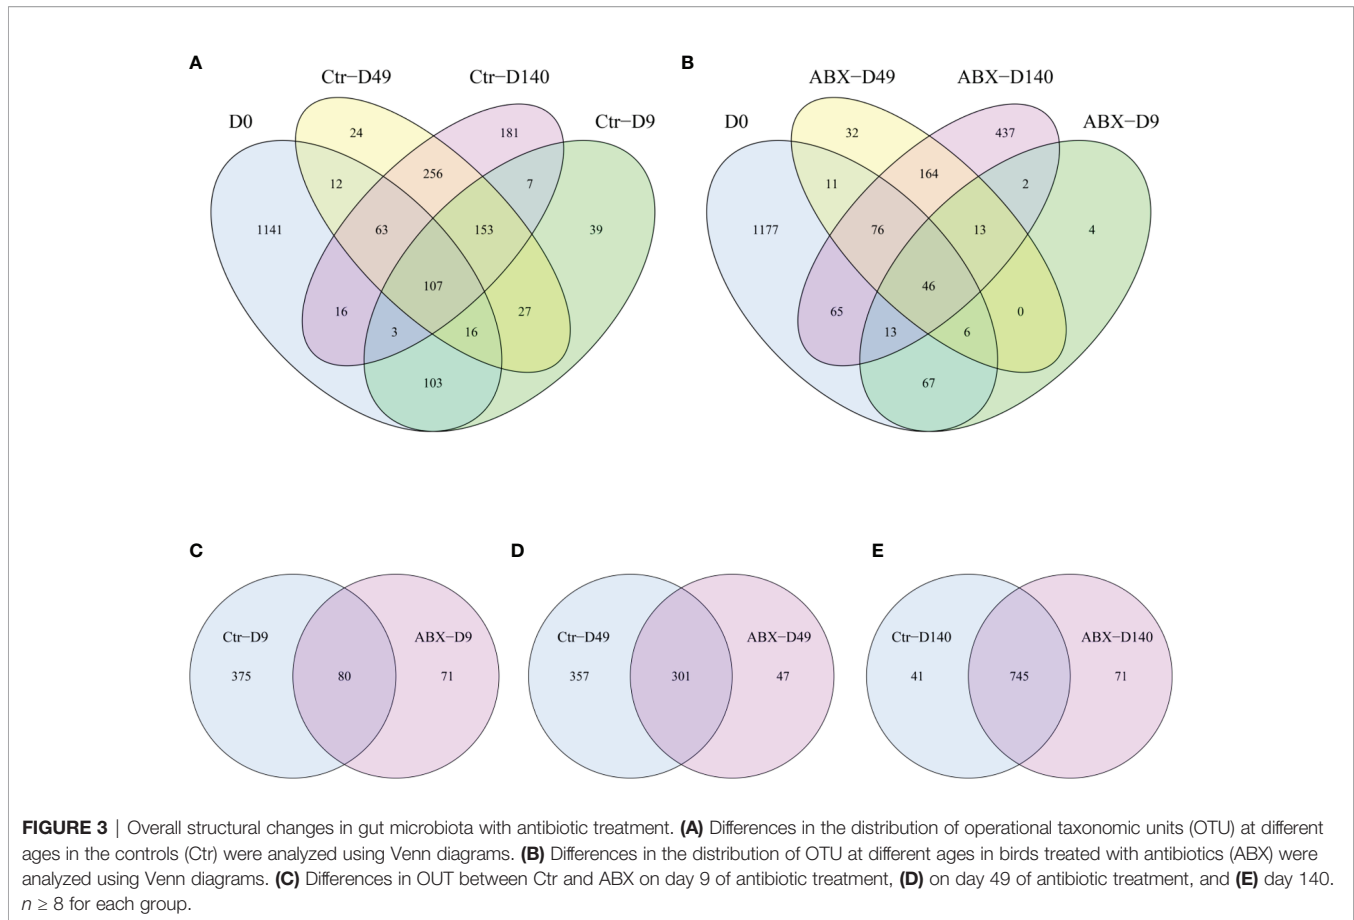 A
B
Ctr−D49
Ctr−D140
ABX−D49
ABX−D140
D0
Ctr−D9
D0
ABX−D9
24
181
32
437
12
256
7
11
164
2
1141
63
153
39
1177
76
13
4
107
46
16
27
65
0
3
16
13
6
103
67
C
D
E
Ctr−D9
ABX−D9
Ctr−D49
ABX−D49
Ctr−D140
ABX−D140
375
80
71
357
301
47
41
745
71
FIGURE 3 | Overall structural changes in gut microbiota with antibiotic treatment. (A) Differences in the distribution of operational taxonomic units (OTU) at different
ages in the controls (Ctr) were analyzed using Venn diagrams. (B) Differences in the distribution of OTU at different ages in birds treated with antibiotics (ABX) were
analyzed using Venn diagrams. (C) Differences in OUT between Ctr and ABX on day 9 of antibiotic treatment, (D) on day 49 of antibiotic treatment, and (E) day 140.
n ≥ 8 for each group.